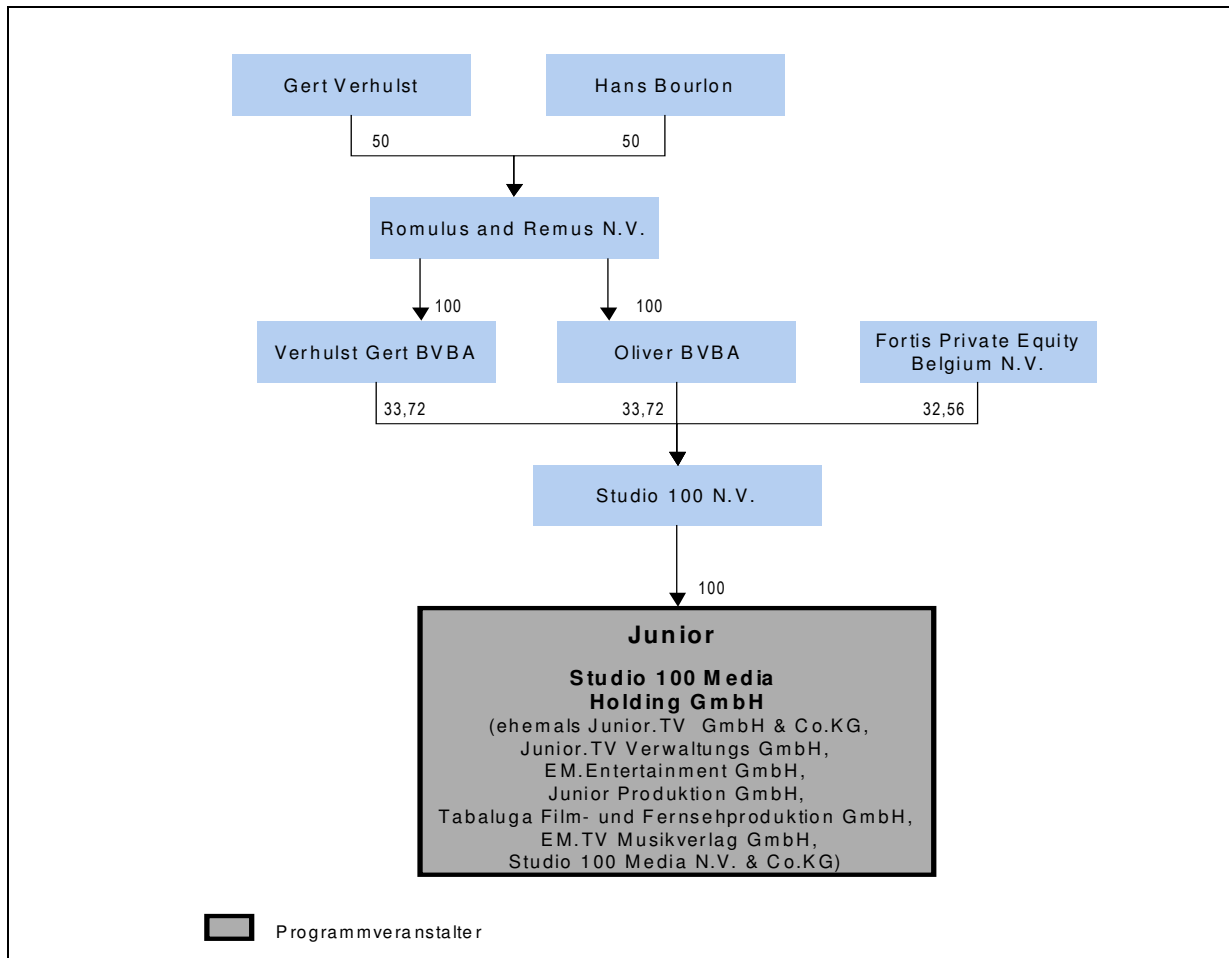 Gert Verhulst
Hans Bourlon
50
50
Romulus and Remus N.V.
100
100
Verhulst Gert BVBA
Oliver BVBA
Fortis Private Equity
Belgium N.V.
33,72
33,72
32,56
Studio 100 N.V.
100
Junior
Studio 100 Media
Holding GmbH
(ehemals Junior.TV GmbH & Co.KG,
Junior.TV Verwaltungs GmbH,
EM.Entertainment GmbH,
Junior Produktion GmbH,
Tabaluga Film- und Fernsehproduktion GmbH,
EM.TV Musikverlag GmbH,
Studio 100 Media N.V. & Co.KG)
Programmveranstalter